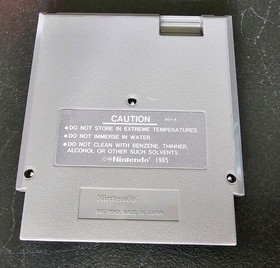 CAUTION
REV-A
• DO NOT STORE IN EXTREME TEMPERATURES.
• DO NOT IMMERSE IN WATER.
• DO NOT CLEAN WITH BENZENE, THINNER,
ALCOHOL OR OTHER SUCH SOLVENTS.
Nintendo 1985
Nintendo
MADE IN JAPAN